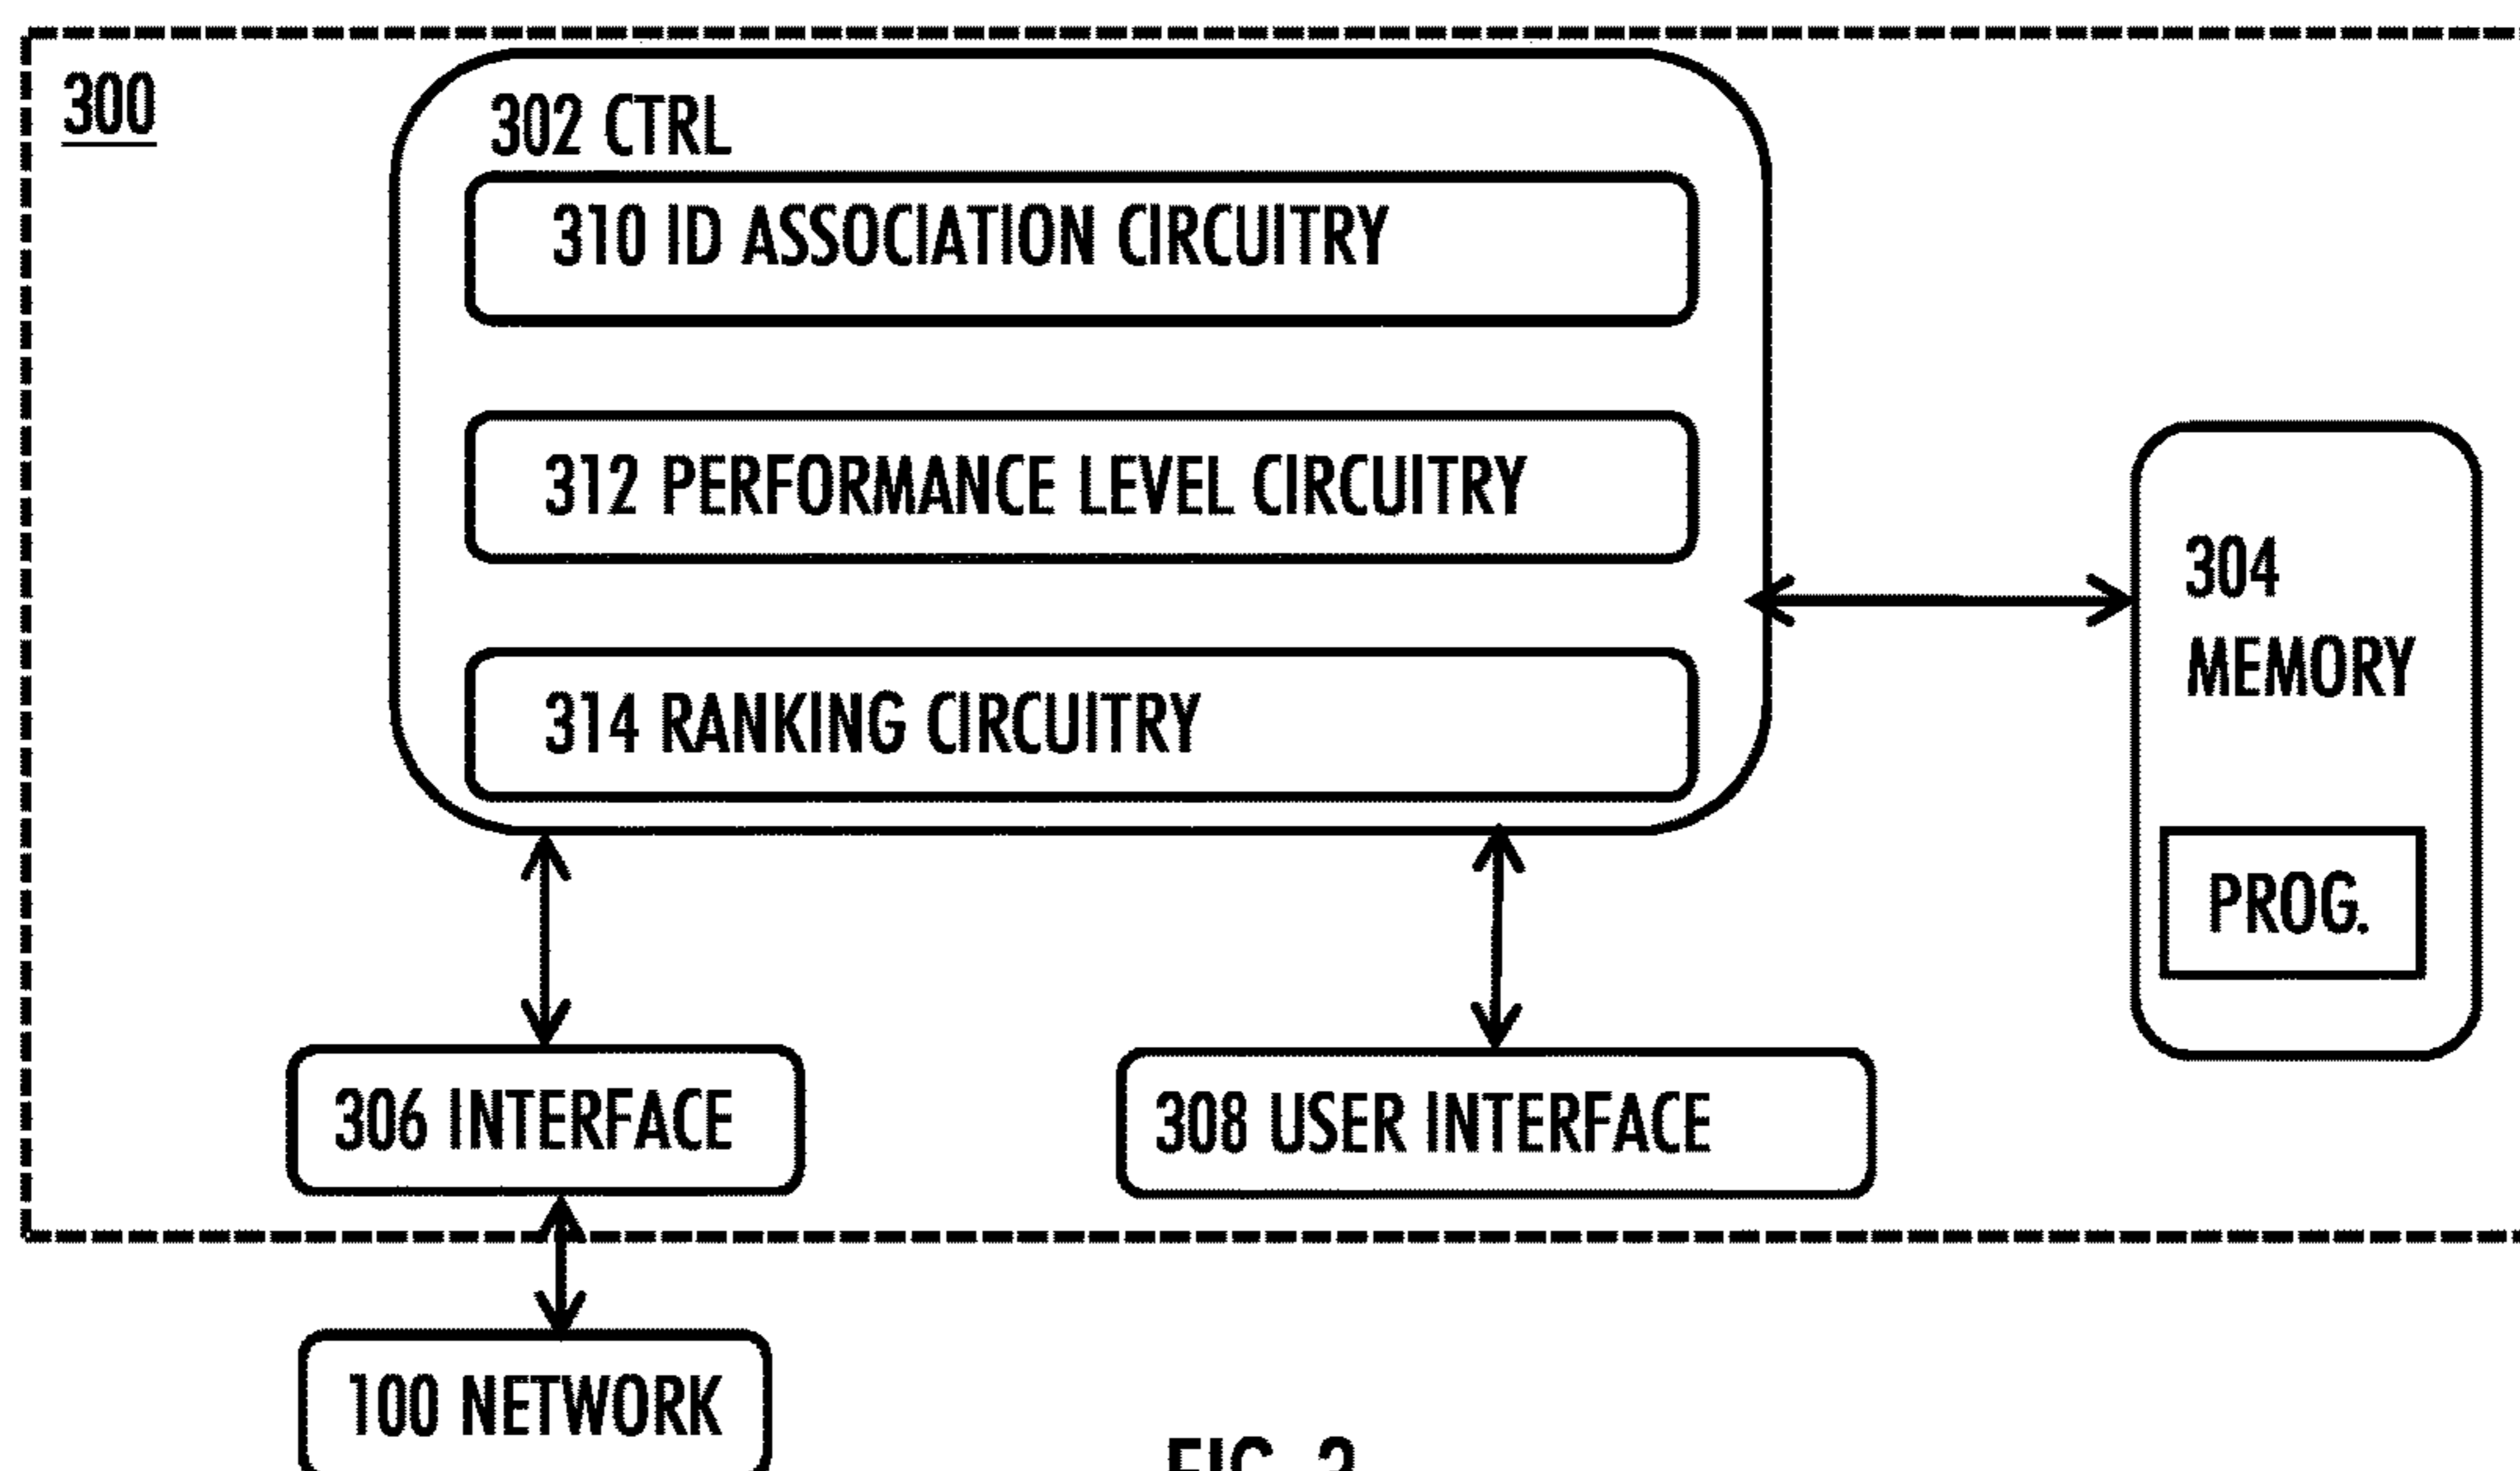 300
302 CTRL
310 ID ASSOCIATION CIRCUITRY
312 PERFORMANCE LEVEL CIRCUITRY
314 RANKING CIRCUITRY
304
MEMORY
PROG.
306 INTERFACE
308 USER INTERFACE
100 NETWORK
FIG.